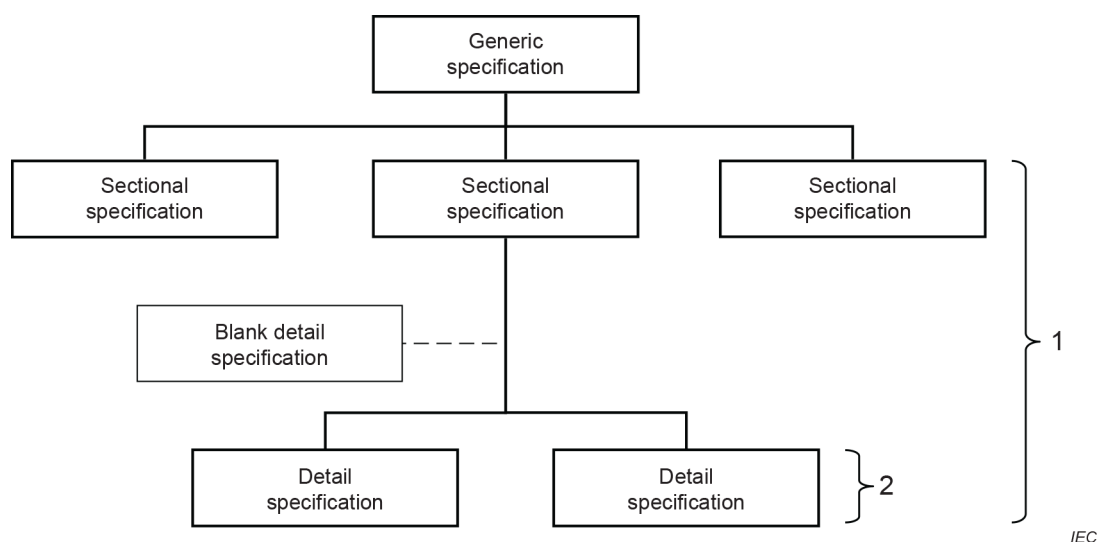 Generic
specification
Sectional
specification
Sectional
specification
Sectional
specification
Blank detail
specification
1
Detail
specification
Detail
specification
2
IEC